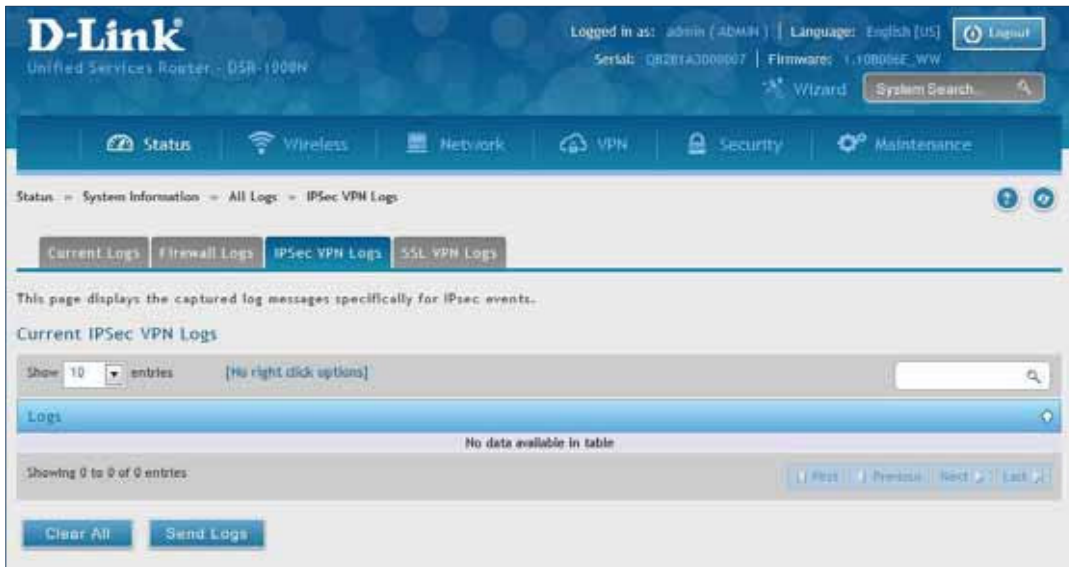 D-Link
Unified Services Router - DSR-1000N
Logged in as: admin ( ADMIN ) | Language: English [US]
Logout
Serial: QB2B1A3000007 | Firmware: 1.10B006E_WW
Wizard
System Search...
Status
Wireless
Network
VPN
Security
Maintenance
Status » System Information » All Logs » IPSec VPN Logs
Current Logs
Firewall Logs
IPSec VPN Logs
SSL VPN Logs
This page displays the captured log messages specifically for IPsec events.
Current IPSec VPN Logs
Show 10 entries
[No right click options]
Logs
No data available in table
Showing 0 to 0 of 0 entries
First
Previous
Next
Last
Clear All
Send Logs